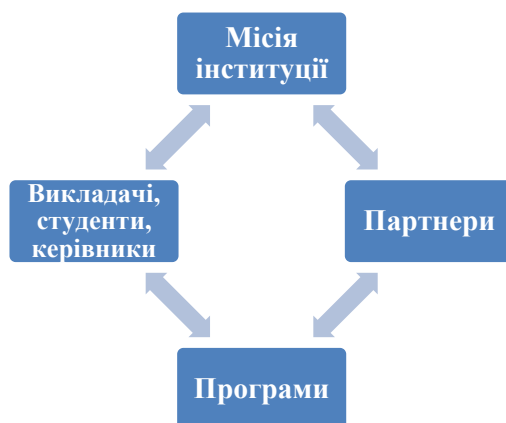 Місія
інституції
Викладачі,
студенти,
керівники
Партнери
Програми